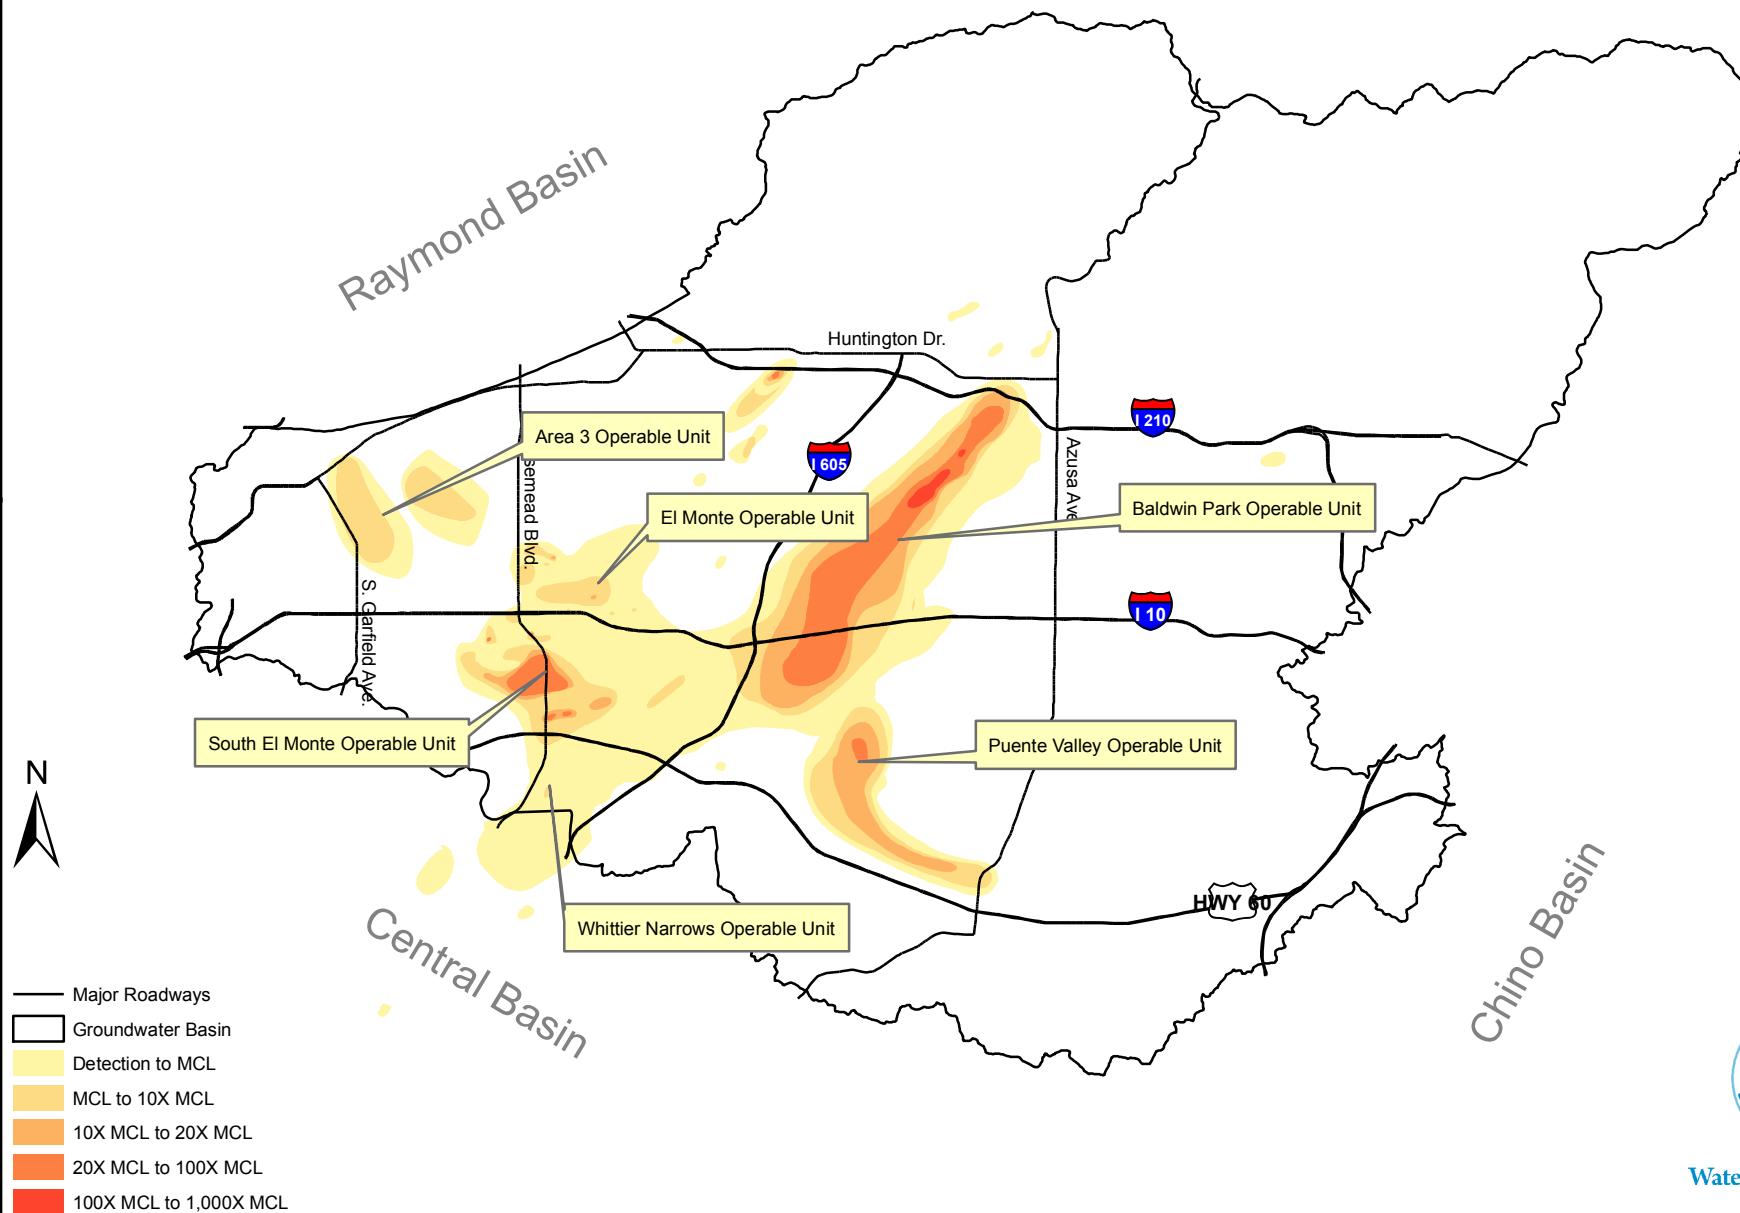 Raymond Basin
Huntington Dr.
I 210
Area 3 Operable Unit
I 605
semead Blvd.
Azusa Ave
El Monte Operable Unit
Baldwin Park Operable Unit
I 10
S. Garfield Ave.
South El Monte Operable Unit
Puente Valley Operable Unit
N
HWY 60
Whittier Narrows Operable Unit
Central Basin
Chino Basin
Major Roadways
Groundwater Basin
Detection to MCL
MCL to 10X MCL
10X MCL to 20X MCL
20X MCL to 100X MCL
100X MCL to 1,000X MCL
Wate